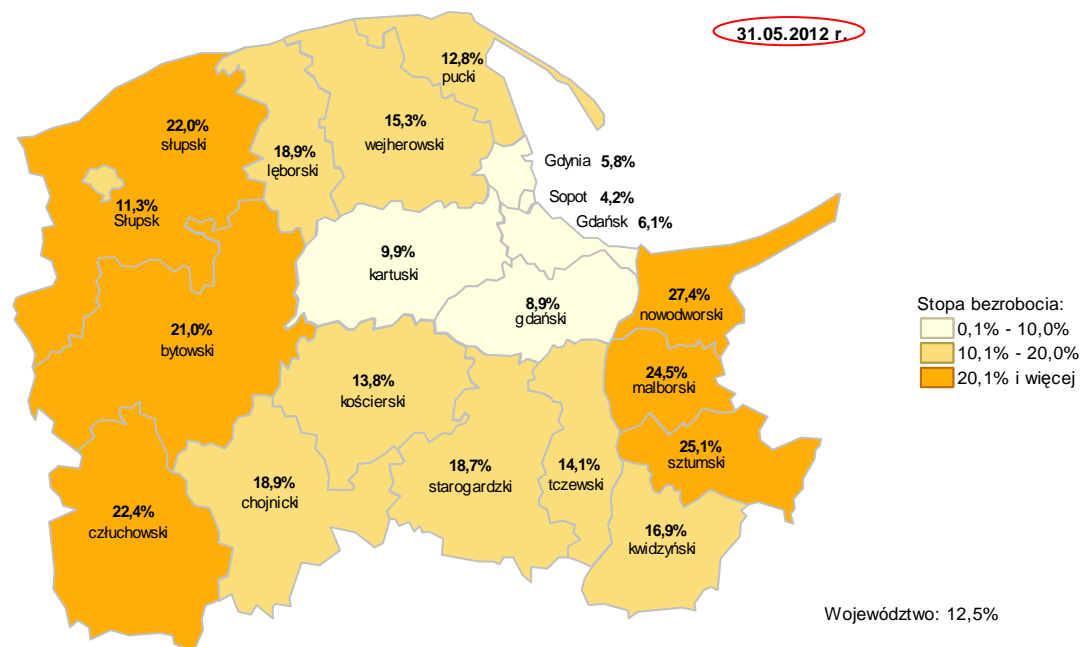 31.05.2012 r.
12,8%
pucki
15,3%
wejherowski
22,0%
słupski
18,9%
lęborski
Gdynia 5,8%
Sopot 4,2%
Gdańsk 6,1%
11,3%
Słupsk
9,9%
kartuski
8,9%
gdański
27,4%
nowodworski
Stopa bezrobocia:
0,1% - 10,0%
10,1% - 20,0%
20,1% i więcej
21,0%
bytowski
13,8%
kościerski
24,5%
malborski
25,1%
sztumski
18,9%
chojnicki
18,7%
starogardzki
14,1%
tczewski
22,4%
człuchowski
16,9%
kwidzyński
Województwo: 12,5%